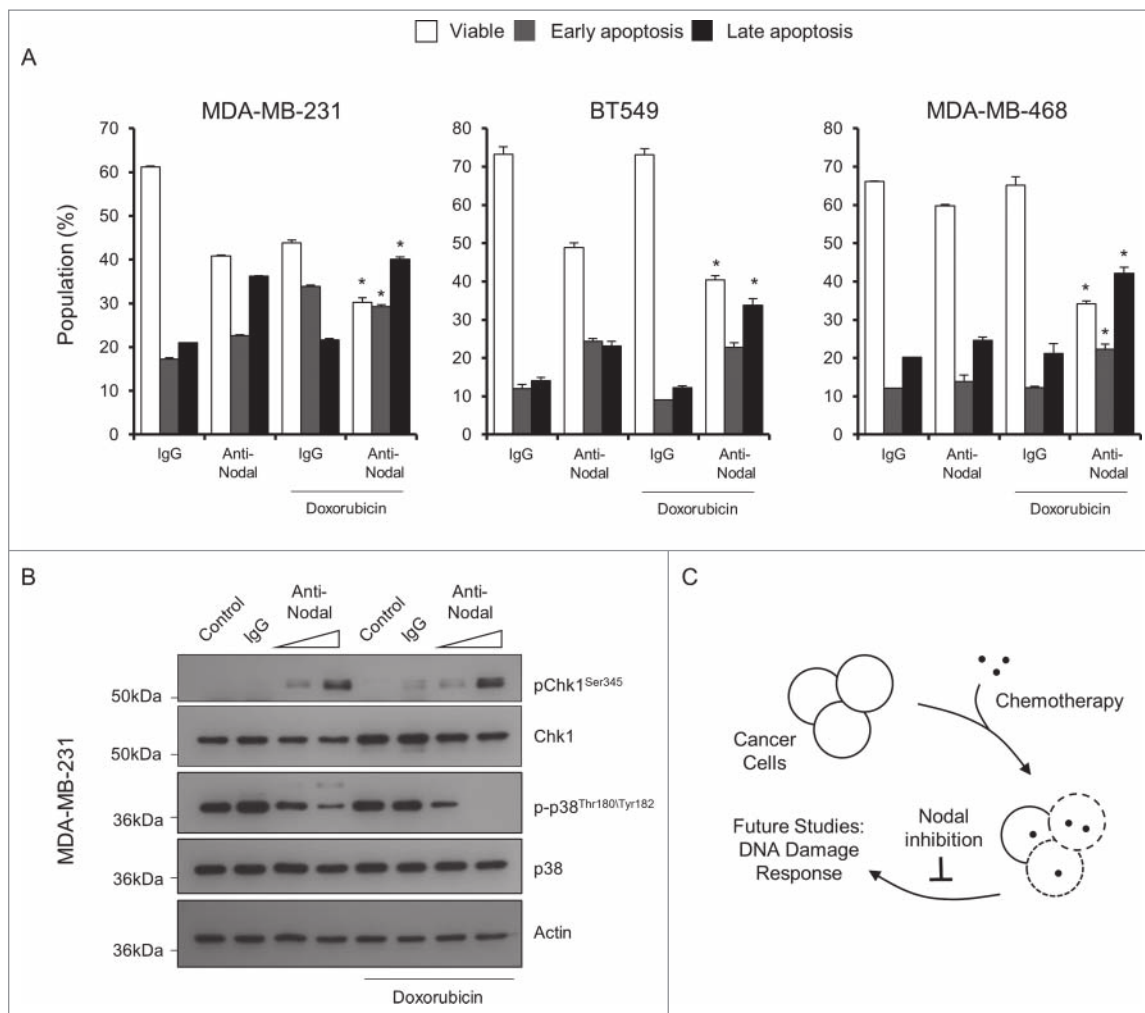 Viable Early apoptosis Late apoptosis
A
MDA-MB-231
BT549
MDA-MB-468
Population (%)
70
60
50
40
30
20
10
0
80
70
60
50
40
30
20
10
0
80
70
60
50
40
30
20
10
0
* * *
* *
* * *
IgG Anti-Nodal IgG Anti-Nodal
Doxorubicin
IgG Anti-Nodal IgG Anti-Nodal
Doxorubicin
IgG Anti-Nodal IgG Anti-Nodal
Doxorubicin
B
MDA-MB-231
Control IgG Anti-Nodal Control IgG Anti-Nodal
50kDa pChk1Ser345
50kDa Chk1
36kDa p-p38Thr180\Tyr182
36kDa p38
36kDa Actin
Doxorubicin
C
Cancer
Cells
Chemotherapy
Nodal
inhibition
Future Studies:
DNA Damage
Response